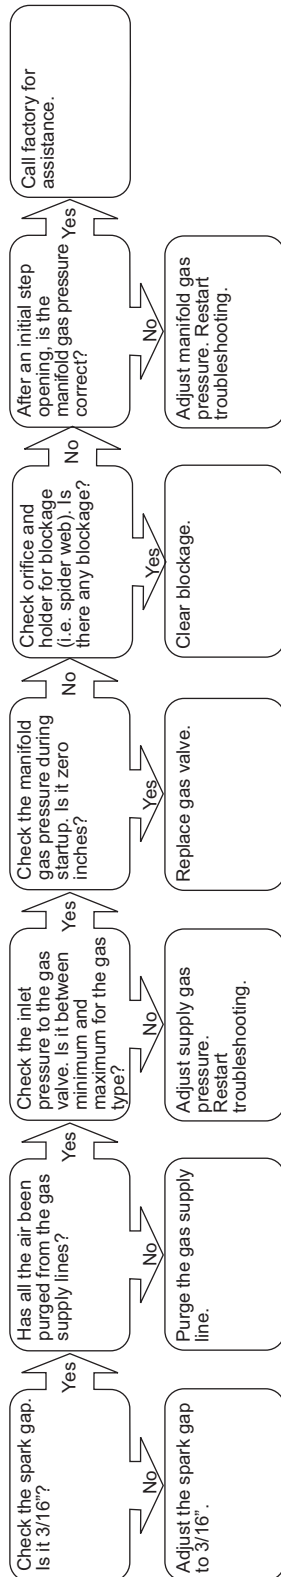 Check the spark gap.
Is it 3/16"?
Yes
No
Adjust the spark gap
to 3/16".
Has all the air been
purged from the gas
supply lines?
Yes
No
Purge the gas supply
line.
Check the inlet
pressure to the gas
valve. Is it between
minimum and
maximum for the gas
type?
Yes
No
Adjust supply gas
pressure.
Restart
troubleshooting.
Check the manifold
gas pressure during
startup. Is it zero
inches?
No
Yes
Replace gas valve.
Check orifice and
holder for blockage
(i.e. spider web). Is
there any blockage?
No
Yes
Clear blockage.
After an initial step
opening, is the
manifold gas pressure
correct?
Yes
No
Adjust manifold gas
pressure. Restart
troubleshooting.
Call factory for
assistance.